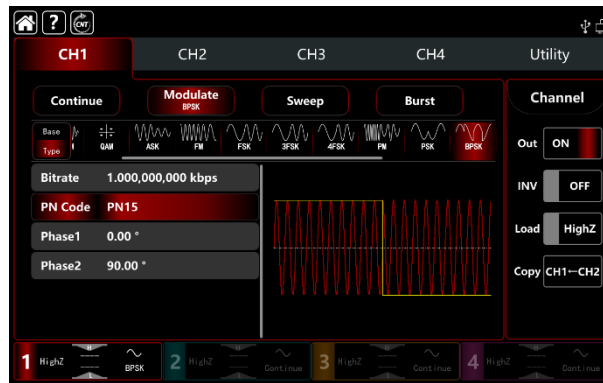 ? CNT
CH1 CH2 CH3 CH4 Utility
Continue Modulate BPSK Sweep Burst Channel
Base Type QAM ASK FM FSK 3FSK 4FSK PM PSK BPSK
Out ON
Bitrate 1.000,000,000 kbps
INV OFF
PN Code PN15
Phase1 0.00 °
Load HighZ
Phase2 90.00 °
Copy CH1←CH2
1 HighZ H L BPSK 2 HighZ Continue 3 HighZ Continue 4 HighZ Continue